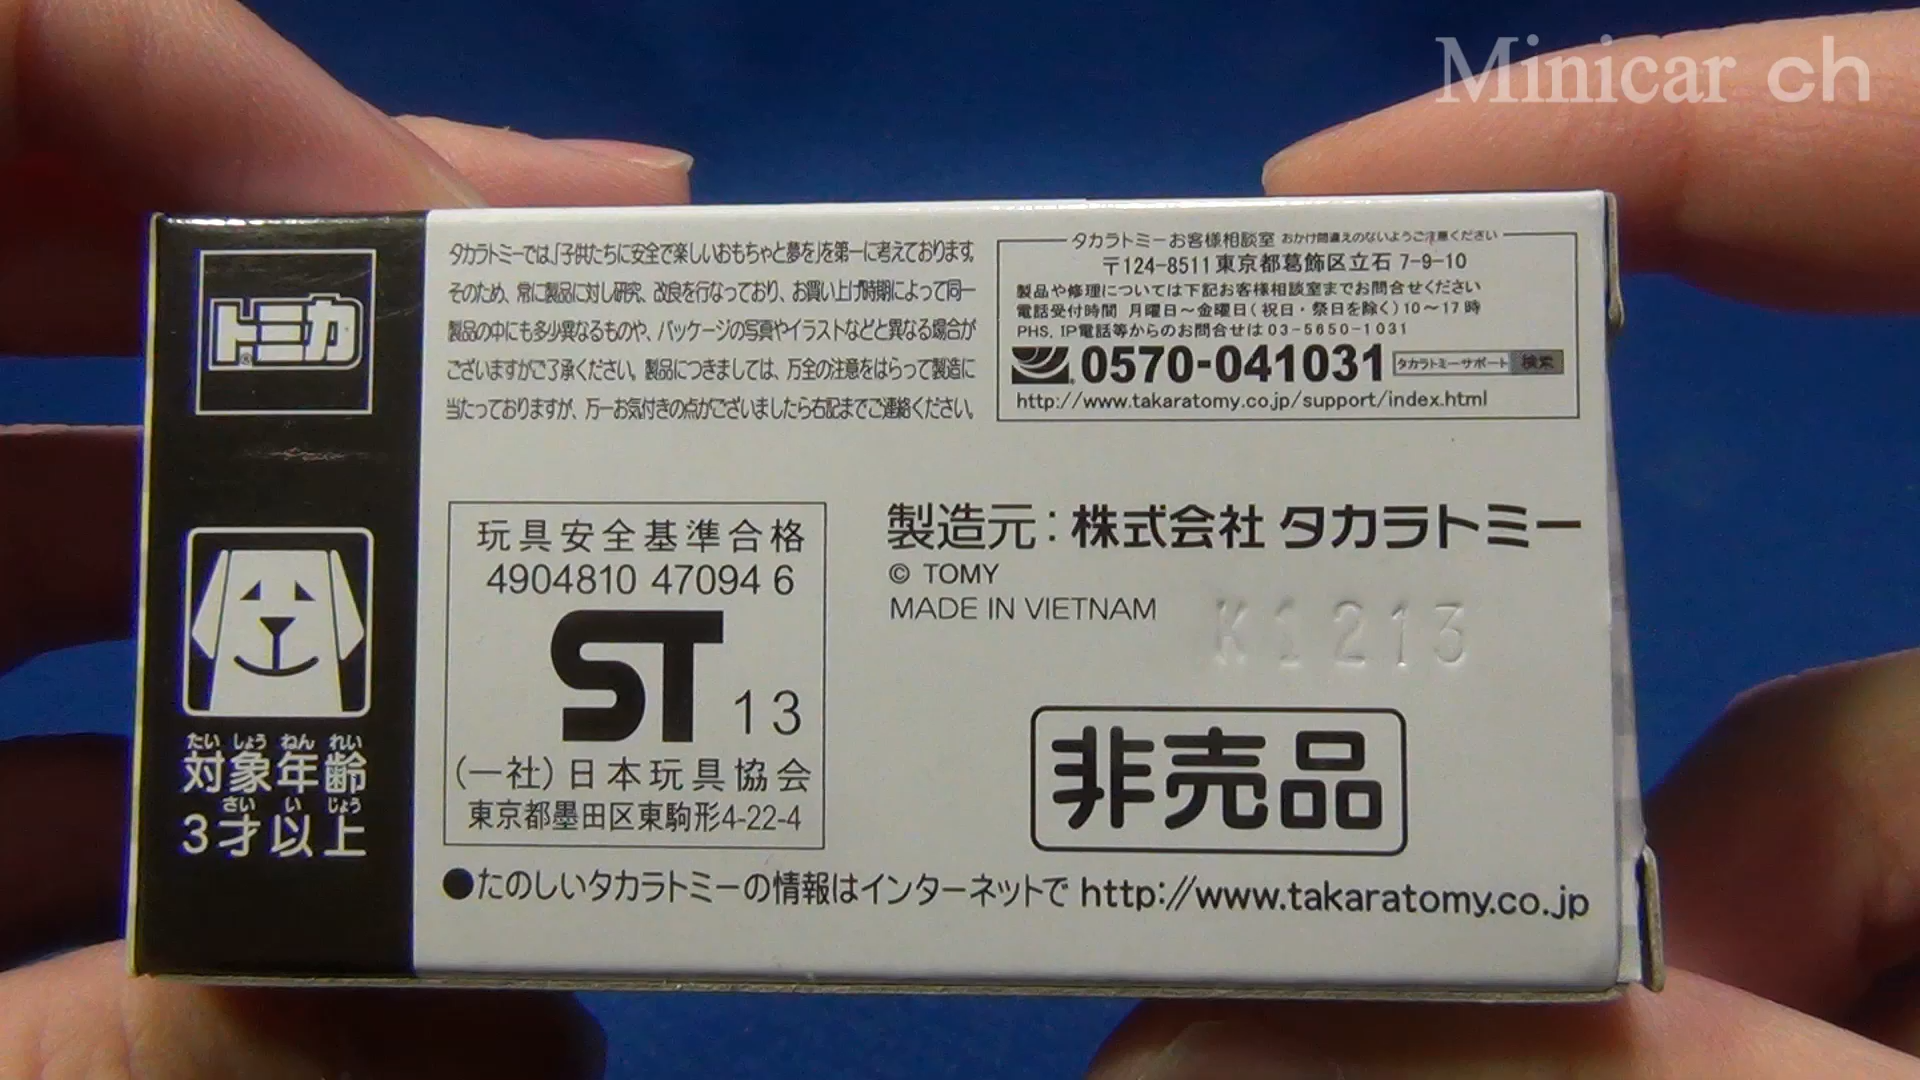 Minicar ch
トミカ
タカラトミーでは、「子供たちに安全で楽しいおもちゃと夢を」を第一に考えております。
そのため、常に製品に対し研究、改良を行なっており、お買い上げ時期によって同一
製品の中にも多少異なるものや、パッケージの写真やイラストなどと異なる場合が
ございますがご了承ください。製品につきましては、万全の注意をはらって製造に
当たっておりますが、万一お気付きの点がございましたら右記までご連絡ください。
タカラトミーお客様相談室 おかけ間違えのないようご注意ください
〒124-8511 東京都葛飾区立石 7-9-10
製品や修理については下記お客様相談室までお問合せください
電話受付時間 月曜日～金曜日(祝日・祭日を除く)10～17時
PHS、IP電話等からのお問合せは 03-5650-1031
0570-041031 タカラトミーサポート 検索
http://www.takaratomy.co.jp/support/index.html
玩具安全基準合格
4904810 47094 6
ST 13
(一社)日本玩具協会
東京都墨田区東駒形4-22-4
製造元:株式会社 タカラトミー
© TOMY
MADE IN VIETNAM
K1213
非売品
たい しょう ねん れい
対象年齢
さい い じょう
3才以上
●たのしいタカラトミーの情報はインターネットで http://www.takaratomy.co.jp